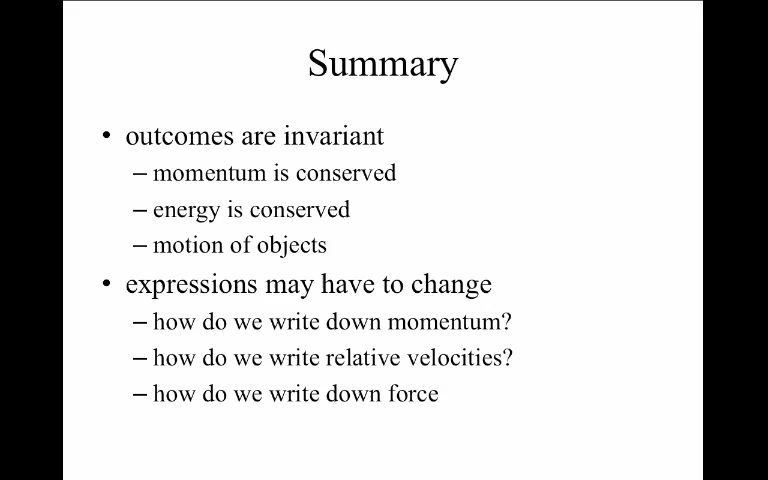 Summary
• outcomes are invariant
– momentum is conserved
– energy is conserved
– motion of objects
• expressions may have to change
– how do we write down momentum?
– how do we write relative velocities?
– how do we write down force